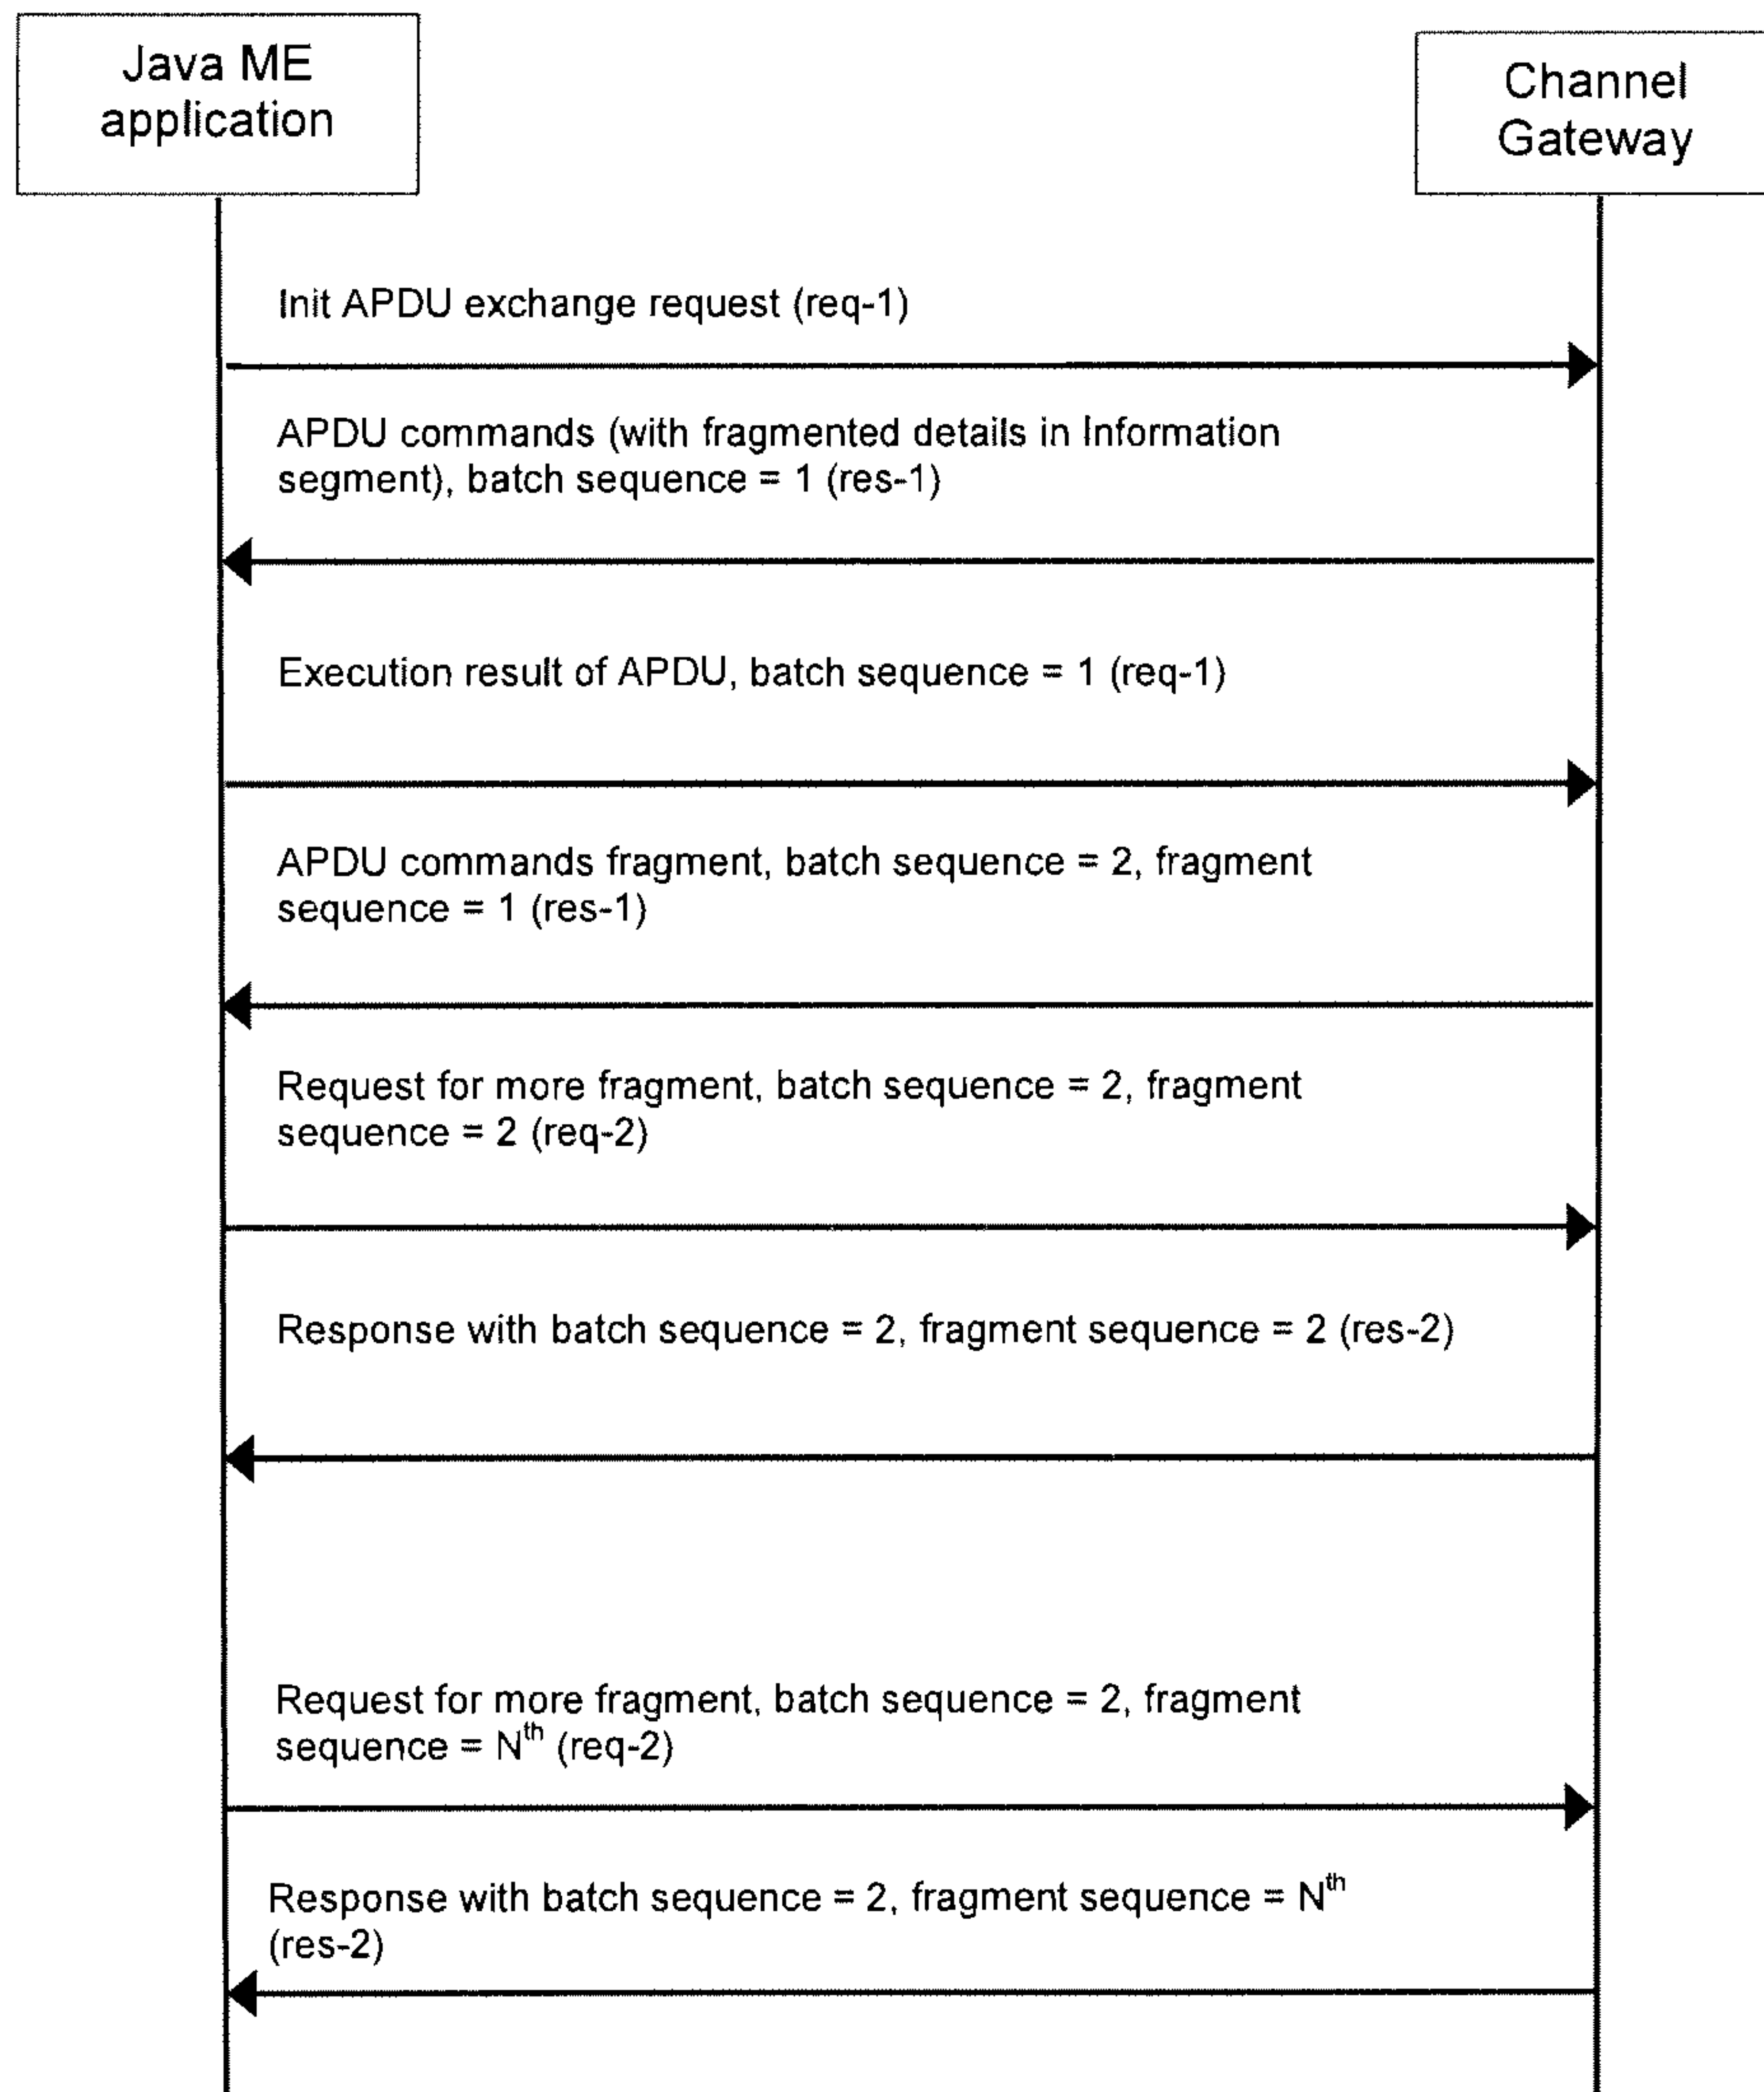 Java ME
application
Channel
Gateway
Init APDU exchange request (req-1)
APDU commands (with fragmented details in Information
segment), batch sequence = 1 (res-1)
Execution result of APDU, batch sequence = 1 (req-1)
APDU commands fragment, batch sequence = 2, fragment
sequence = 1 (res-1)
Request for more fragment, batch sequence = 2, fragment
sequence = 2 (req-2)
Response with batch sequence = 2, fragment sequence = 2 (res-2)
Request for more fragment, batch sequence = 2, fragment
sequence = Nth (req-2)
Response with batch sequence = 2, fragment sequence = Nth
(res-2)